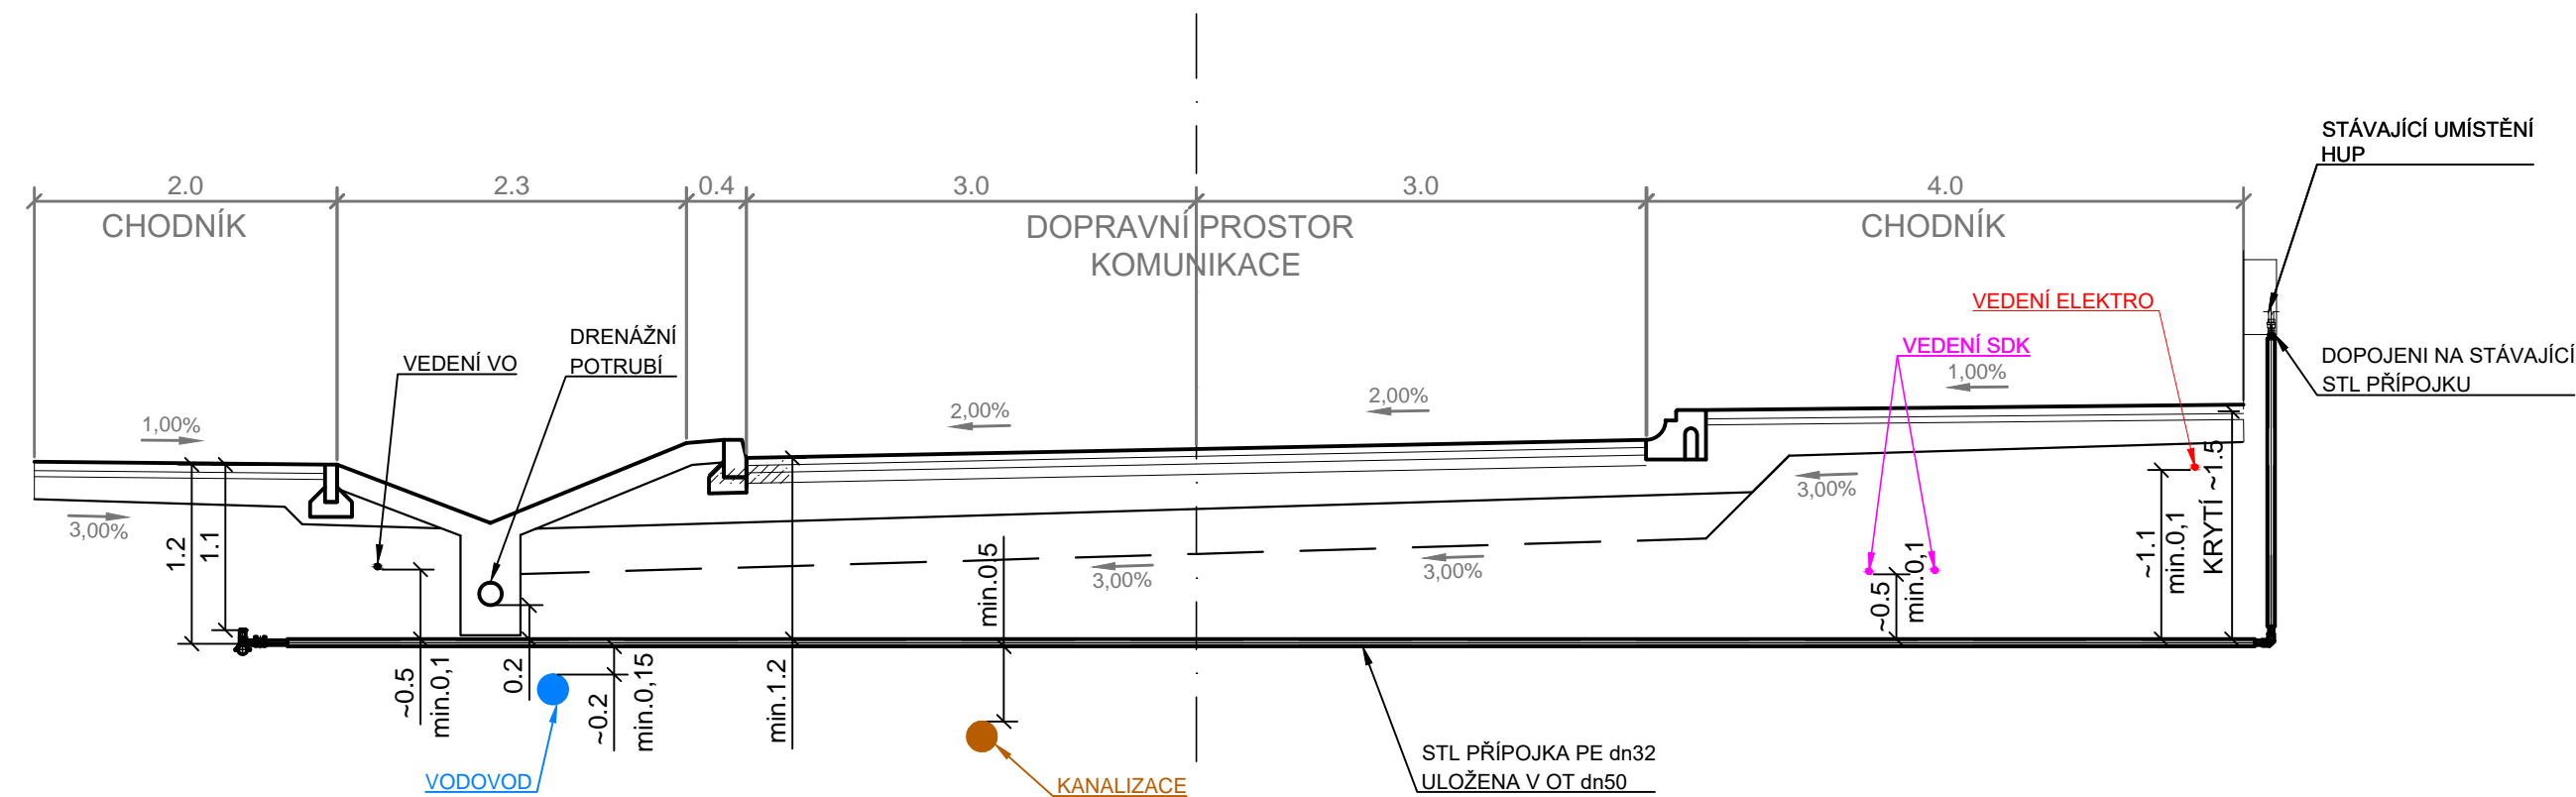 STÁVAJÍCÍ UMÍSTĚNÍ
HUP
2.0
2.3
0.4
3.0
3.0
4.0
CHODNÍK
DOPRAVNÍ PROSTOR
KOMUNIKACE
CHODNÍK
VEDENÍ ELEKTRO
DRENÁŽNÍ
POTRUBÍ
VEDENÍ VO
VEDENÍ SDK
DOPOJENI NA STÁVAJÍCÍ
STL PŘÍPOJKU
1,00%
2,00%
2,00%
1,00%
3,00%
3,00%
3,00%
3,00%
1.2
1.1
~0.5
min.0,1
0.2
~0.2
min.0,15
min.1.2
min.0.5
~0.5
min.0,1
~1.1
min.0,1
KRYTÍ ~1.5
VODOVOD
KANALIZACE
STL PŘÍPOJKA PE dn32
ULOŽENA V OT dn50